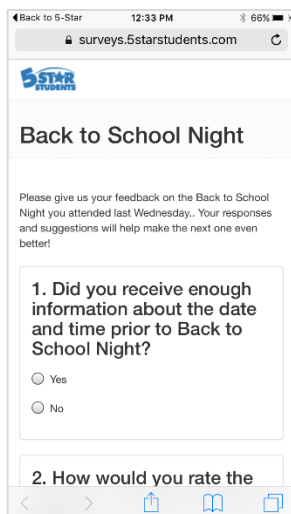 Back to 5-Star 12:33 PM 66%
surveys.5starstudents.com
5STAR
STUDENTS
Back to School Night
Please give us your feedback on the Back to School
Night you attended last Wednesday.. Your responses
and suggestions will help make the next one even
better!
1. Did you receive enough
information about the date
and time prior to Back to
School Night?
Yes
No
2. How would you rate the